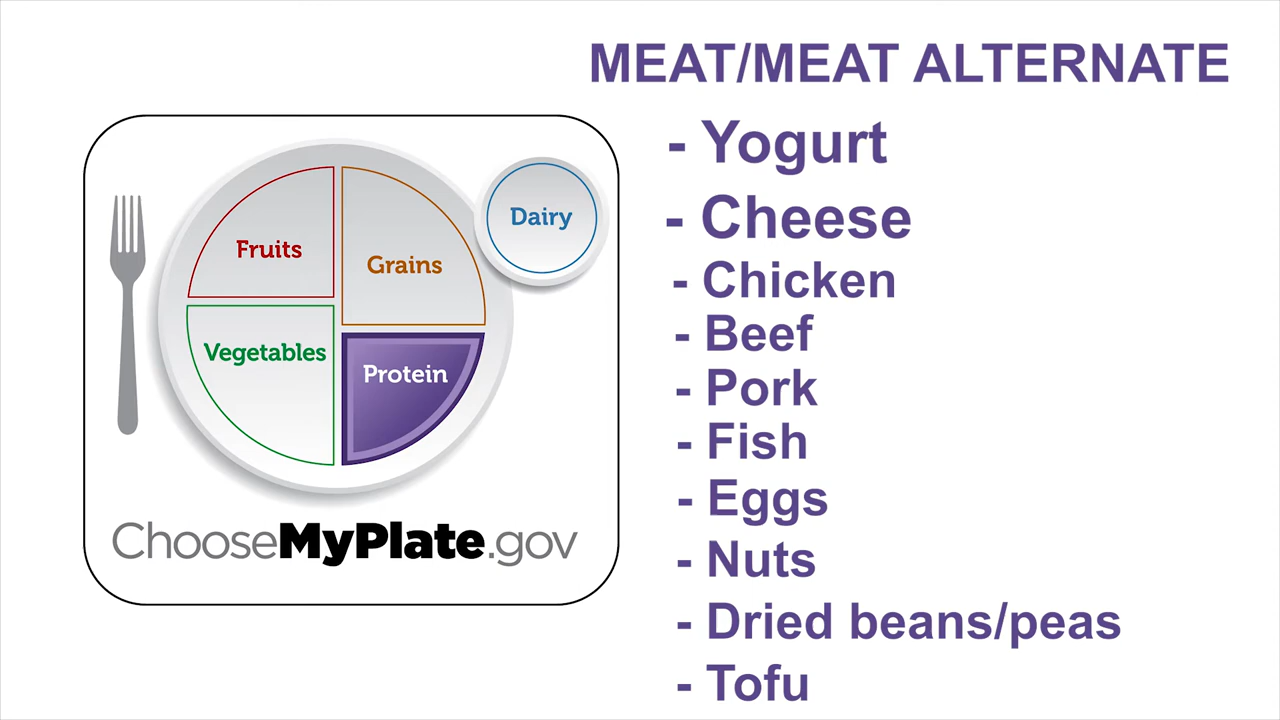 MEAT/MEAT ALTERNATE
- Yogurt
- Cheese
- Chicken
- Beef
- Pork
- Fish
- Eggs
- Nuts
- Dried beans/peas
- Tofu
Fruits
Grains
Dairy
Vegetables
Protein
ChooseMyPlate.gov